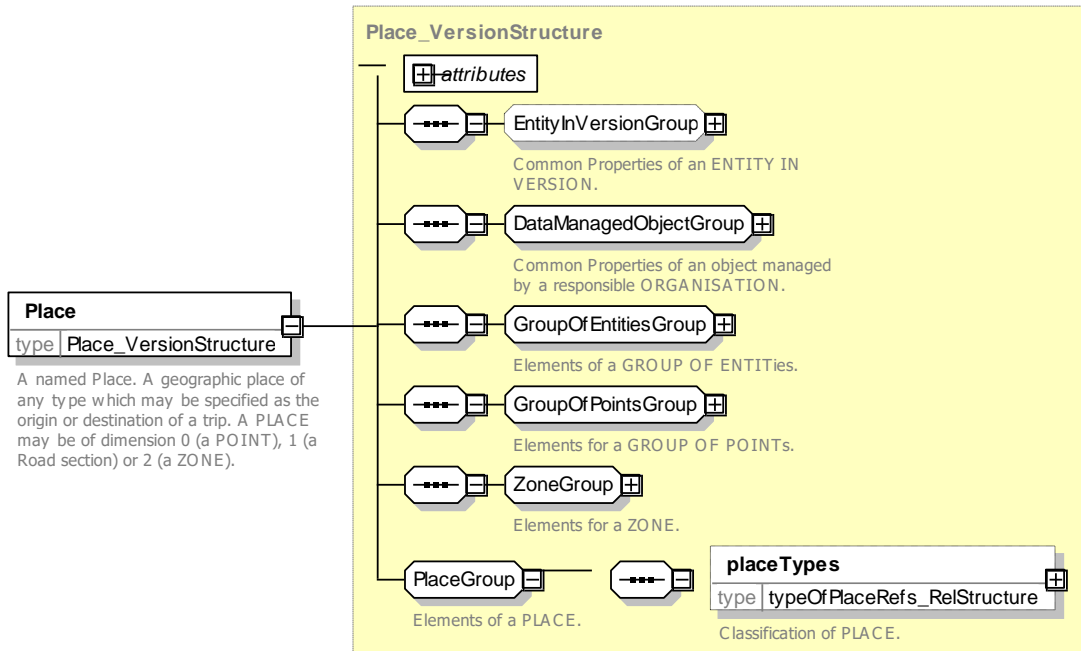 Place_VersionStructure
attributes
EntityInVersionGroup
Common Properties of an ENTITY IN
VERSION.
DataManagedObjectGroup
Common Properties of an object managed
by a responsible ORGANISATION.
Place
type Place_VersionStructure
A named Place. A geographic place of
any type which may be specified as the
origin or destination of a trip. A PLACE
may be of dimension 0 (a POINT), 1 (a
Road section) or 2 (a ZONE).
GroupOfEntitiesGroup
Elements of a GROUP OF ENTITies.
GroupOfPointsGroup
Elements for a GROUP OF POINTs.
ZoneGroup
Elements for a ZONE.
PlaceGroup
Elements of a PLACE.
placeTypes
type typeOfPlaceRefs_RelStructure
Classification of PLACE.